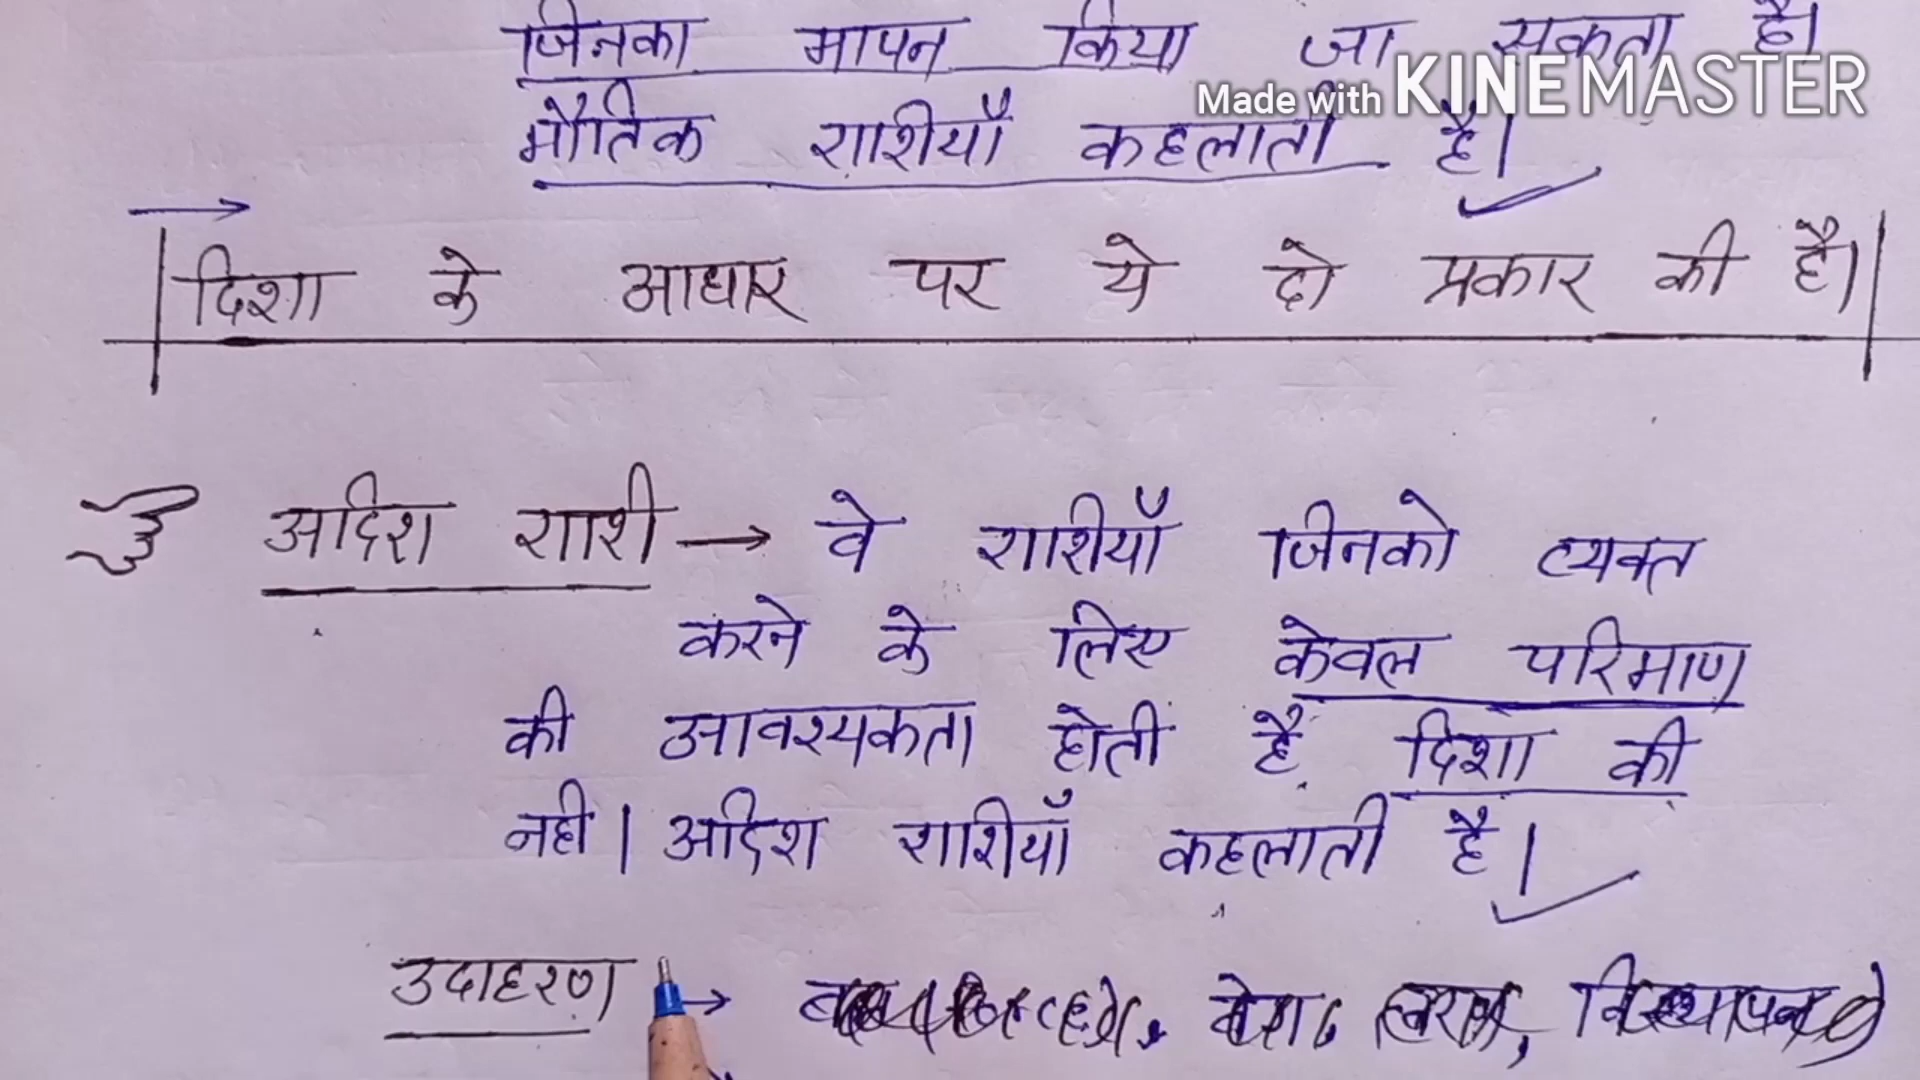 जिनका मापन किया जा सकता है।
Made with KINEMASTER
भौतिक राशीयाँ कहलाती है।
दिशा के आधार पर ये दो प्रकार की है।
अदिश राशी → वे राशीयाँ जिनको व्यक्त
करने के लिए केवल परिमाण
की आवश्यकता होती है दिशा की
नही। अदिश राशीयाँ कहलाती है।
उदाहरण →